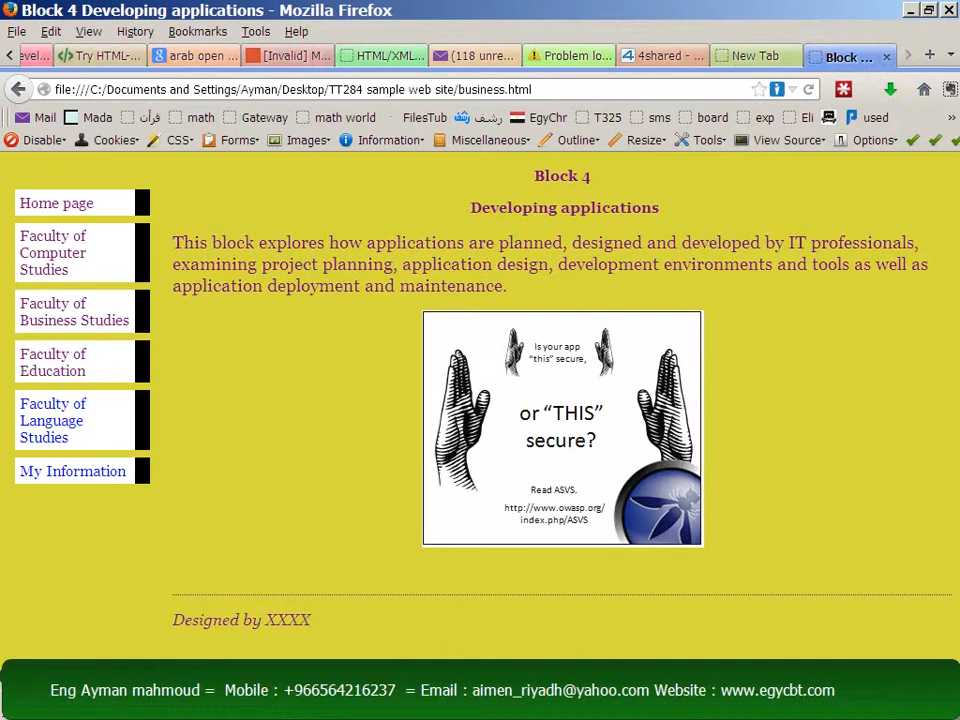 Block 4 Developing applications - Mozilla Firefox
File Edit View History Bookmarks Tools Help
evel... Try HTML-... arab open ... [Invalid] M... HTML/XML... (118 unre... Problem lo... 4shared - ... New Tab Block ...
file:///C:/Documents and Settings/Ayman/Desktop/TT284 sample web site/business.html
Mail Mada قرآن math Gateway math world FilesTub رشف EgyChr T325 sms board exp Eli used
Disable Cookies CSS Forms Images Information Miscellaneous Outline Resize Tools View Source Options
Block 4
Developing applications
This block explores how applications are planned, designed and developed by IT professionals,
examining project planning, application design, development environments and tools as well as
application deployment and maintenance.
Home page
Faculty of
Computer
Studies
Faculty of
Business Studies
Faculty of
Education
Faculty of
Language
Studies
My Information
Is your app
"this" secure,
or "THIS"
secure?
Read ASVS.
http://www.owasp.org/
index.php/ASVS
Designed by XXXX
Eng Ayman mahmoud = Mobile : +966564216237 = Email : aimen_riyadh@yahoo.com Website : www.egycbt.com